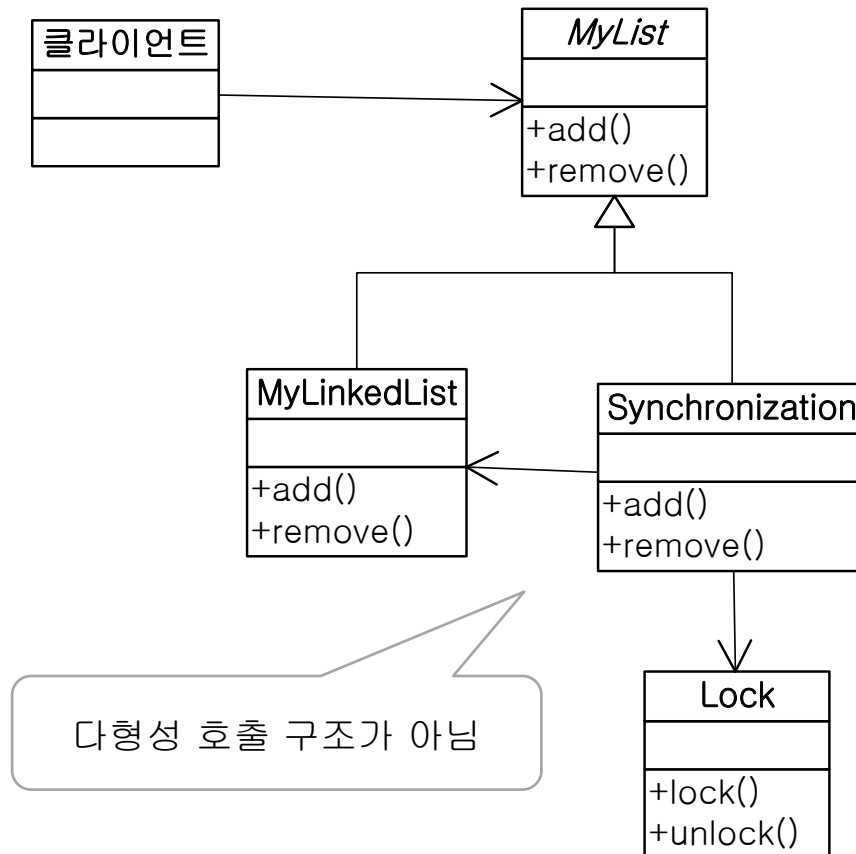 클라이언트
MyList
+add()
+remove()
MyLinkedList
+add()
+remove()
Synchronization
+add()
+remove()
다형성 호출 구조가 아님
Lock
+lock()
+unlock()